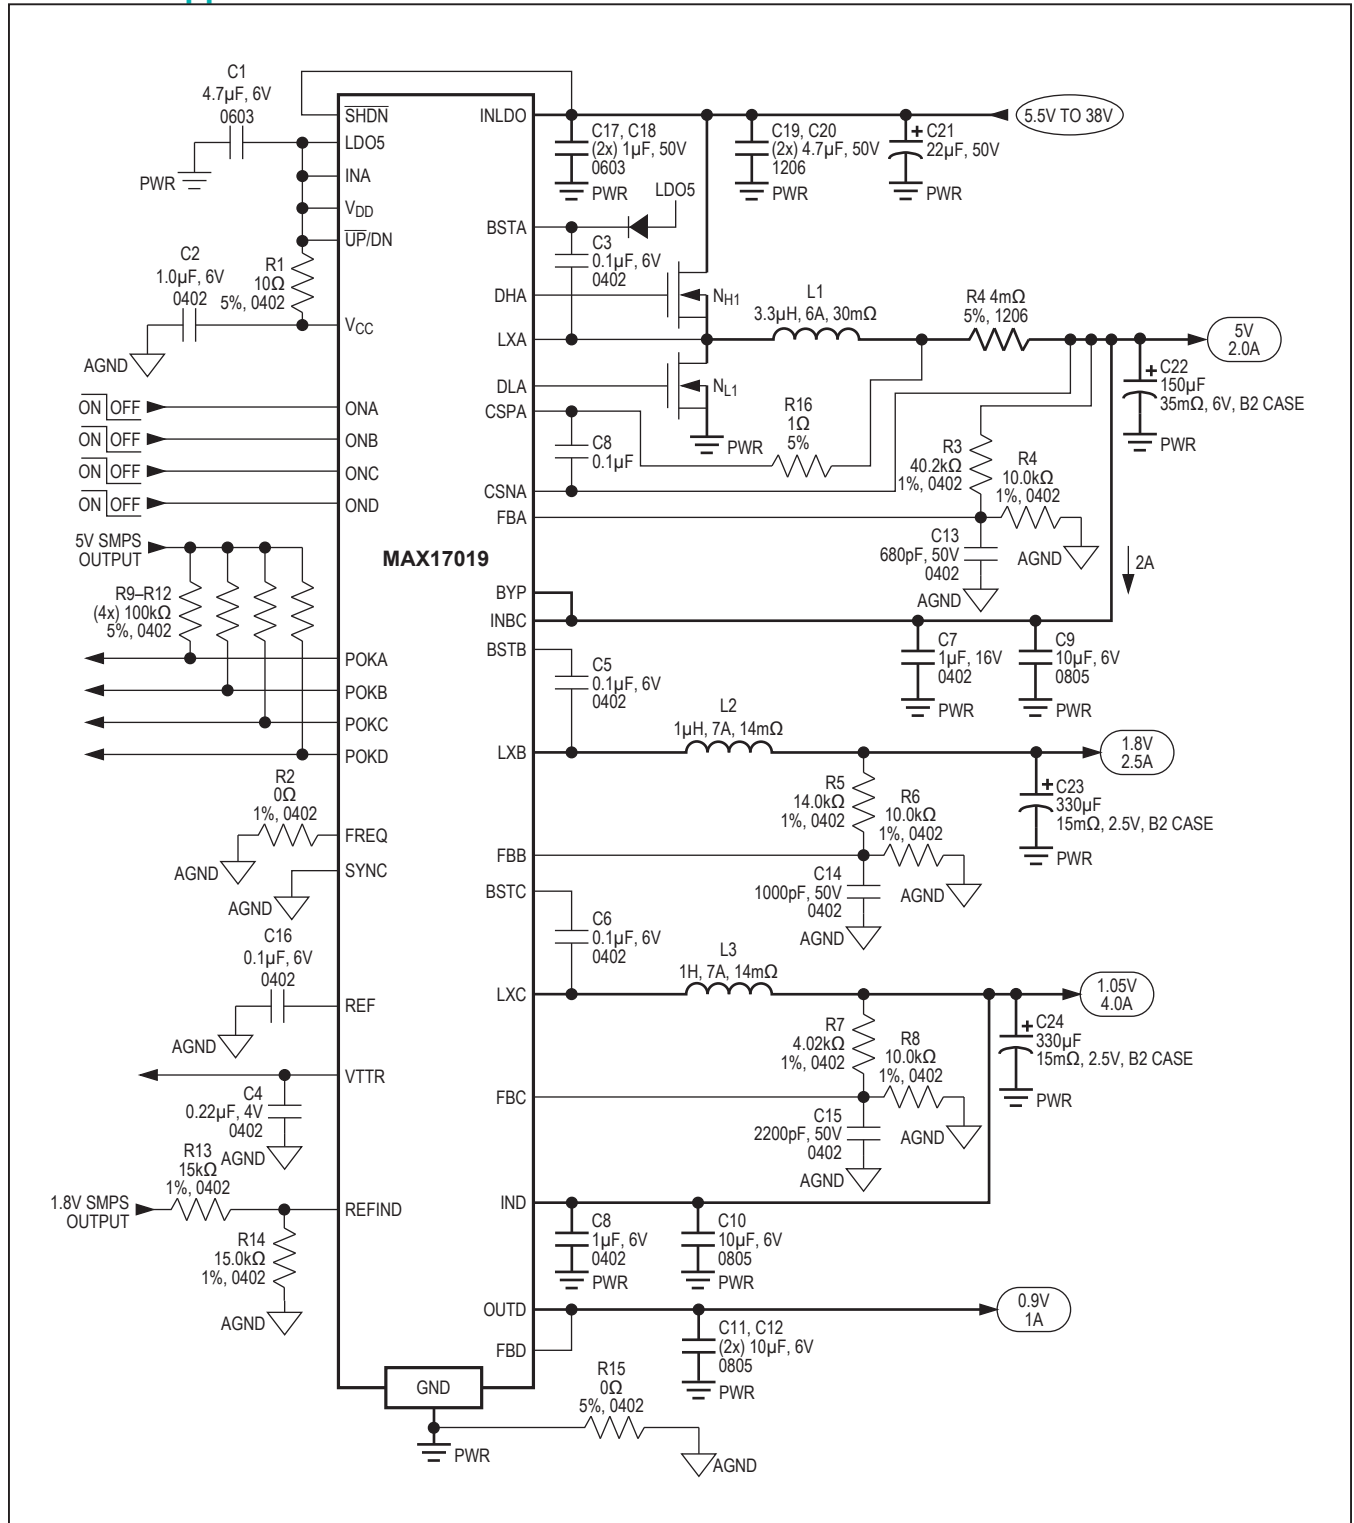 C1
4.7µF, 6V
0603
PWR
SHDN
LDO5
INA
VDD
UP/DN
C2
1.0µF, 6V
0402
R1
10Ω
5%, 0402
VCC
AGND
ON OFF
ONA
ON OFF
ONB
ON OFF
ONC
ON OFF
OND
5V SMPS
OUTPUT
R9–R12
(4x) 100kΩ
5%, 0402
POKA
POKB
POKC
POKD
R2
0Ω
1%, 0402
FREQ
AGND
SYNC
AGND
C16
0.1µF, 6V
0402
REF
AGND
VTTR
C4
0.22µF, 4V
0402
AGND
R13
15kΩ
1%, 0402
1.8V SMPS
OUTPUT
REFIND
R14
15.0kΩ
1%, 0402
AGND
MAX17019
GND
PWR
R15
0Ω
5%, 0402
AGND
INLDO
5.5V TO 38V
C17, C18
(2x) 1µF, 50V
0603
PWR
C19, C20
(2x) 4.7µF, 50V
1206
PWR
+ C21
22µF, 50V
PWR
LDO5
BSTA
C3
0.1µF, 6V
0402
DHA
NH1
L1
3.3µH, 6A, 30mΩ
R4 4mΩ
5%, 1206
LXA
5V
2.0A
+ C22
150µF
35mΩ, 6V, B2 CASE
PWR
DLA
NL1
PWR
CSPA
C8
0.1µF
R16
1Ω
5%
CSNA
R3
40.2kΩ
1%, 0402
R4
10.0kΩ
1%, 0402
FBA
C13
680pF, 50V
0402
AGND
AGND
2A
BYP
INBC
C7
1µF, 16V
0402
PWR
C9
10µF, 6V
0805
PWR
BSTB
C5
0.1µF, 6V
0402
L2
1µH, 7A, 14mΩ
LXB
1.8V
2.5A
R5
14.0kΩ
1%, 0402
R6
10.0kΩ
1%, 0402
+ C23
330µF
15mΩ, 2.5V, B2 CASE
PWR
FBB
C14
1000pF, 50V
0402
AGND
AGND
BSTC
C6
0.1µF, 6V
0402
L3
1H, 7A, 14mΩ
LXC
1.05V
4.0A
R7
4.02kΩ
1%, 0402
R8
10.0kΩ
1%, 0402
+ C24
330µF
15mΩ, 2.5V, B2 CASE
PWR
FBC
C15
2200pF, 50V
0402
AGND
AGND
IND
C8
1µF, 6V
0402
PWR
C10
10µF, 6V
0805
PWR
OUTD
0.9V
1A
FBD
C11, C12
(2x) 10µF, 6V
0805
PWR